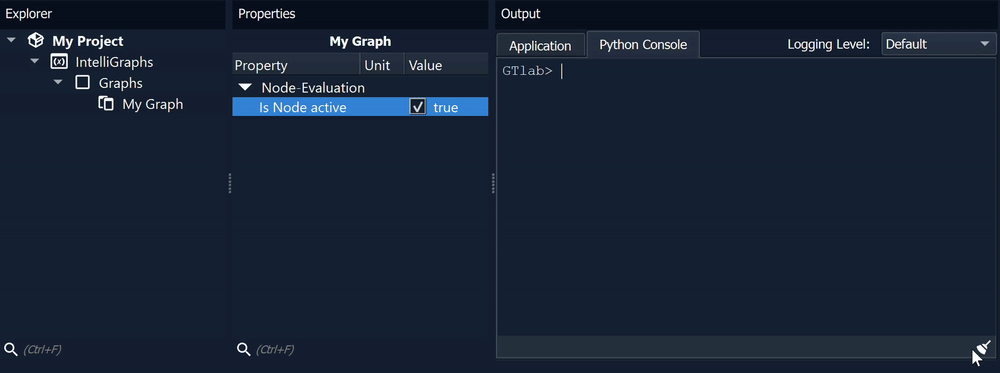 Explorer
My Project
IntelliGraphs
Graphs
My Graph
(Ctrl+F)
Properties
My Graph
Property Unit Value
Node-Evaluation
Is Node active true
(Ctrl+F)
Output
Application Python Console Logging Level: Default
GTlab>